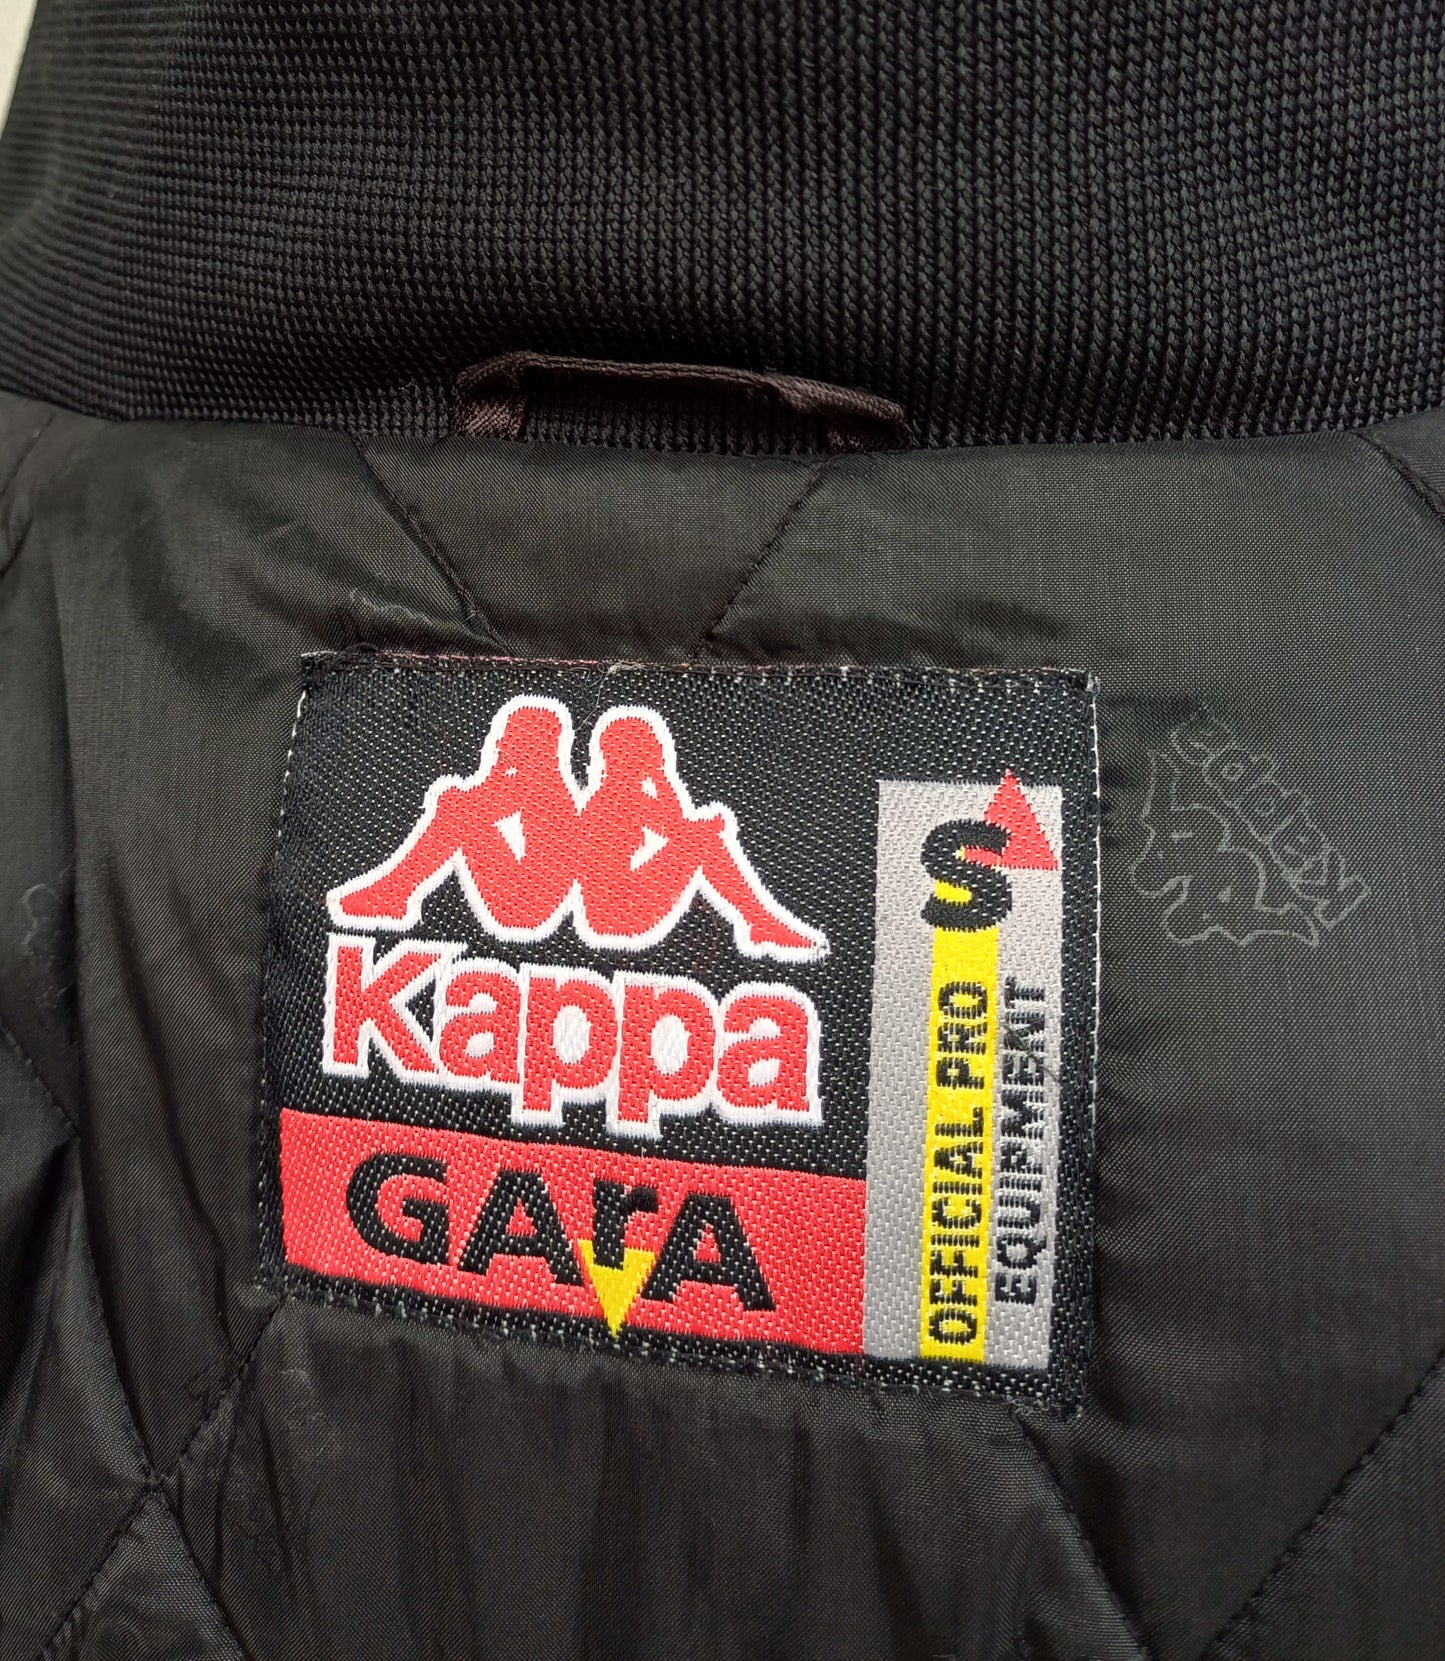 Kappa
GArA
S
OFFICIAL PRO
EQUIPMENT